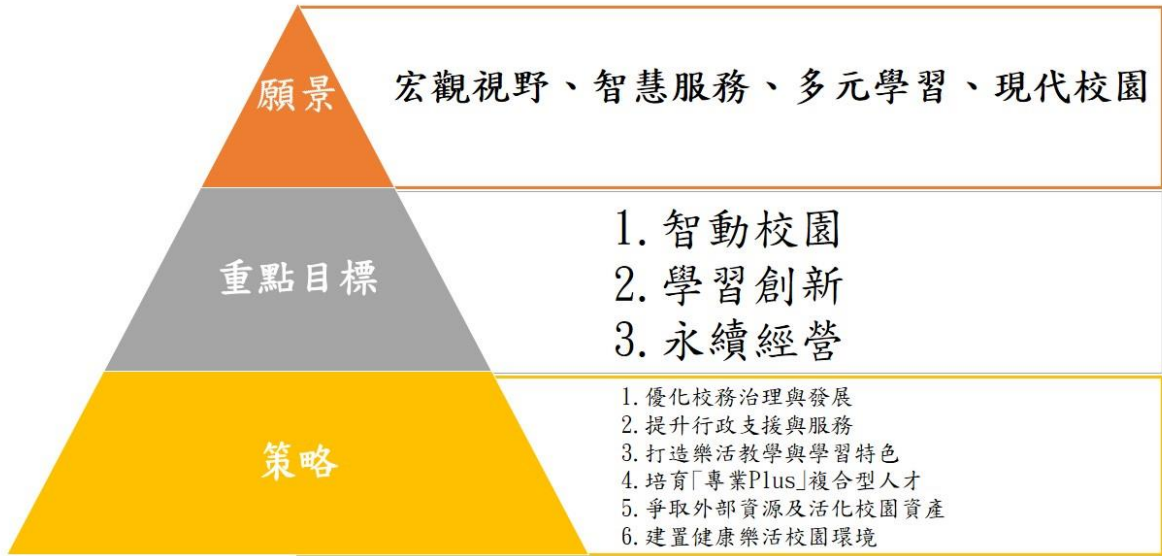 願景
宏觀視野、智慧服務、多元學習、現代校園
重點目標
1. 智動校園
2. 學習創新
3. 永續經營
策略
1. 優化校務治理與發展
2. 提升行政支援與服務
3. 打造樂活教學與學習特色
4. 培育「專業Plus」複合型人才
5. 爭取外部資源及活化校園資產
6. 建置健康樂活校園環境